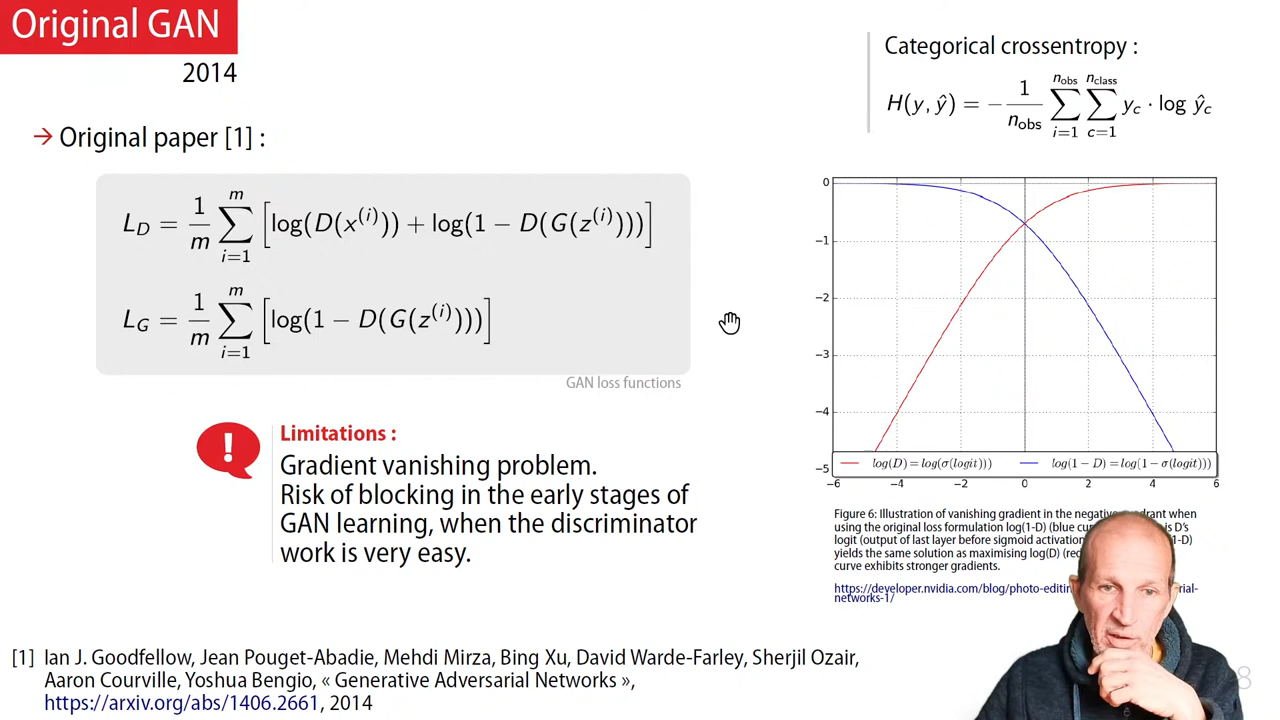 Original GAN
2014
→ Original paper [1] :
L_D = 1/m ∑_{i=1}^{m} [log(D(x^{(i)})) + log(1 − D(G(z^{(i)})))]
L_G = 1/m ∑_{i=1}^{m} [log(1 − D(G(z^{(i)})))]
GAN loss functions
!
Limitations :
Gradient vanishing problem.
Risk of blocking in the early stages of
GAN learning, when the discriminator
work is very easy.
Categorical crossentropy :
H(y, ŷ) = − 1/n_obs ∑_{i=1}^{n_obs} ∑_{c=1}^{n_class} y_c · log ŷ_c
0
−1
−2
−3
−4
−5
log(D) = log(σ(logit))) log(1 − D) = log(1 − σ(logit)))
−6 −4 −2 0 2 4 6
Figure 6: Illustration of vanishing gradient in the negative quadrant when
using the original loss formulation log(1-D) (blue is D's
logit (output of last layer before sigmoid 1-D)
yields the same solution as maximising log(D)
curve exhibits stronger gradients.
https://developer.nvidia.com/blog/photo-editin rial-
networks-1/
[1] Ian J. Goodfellow, Jean Pouget-Abadie, Mehdi Mirza, Bing Xu, David Warde-Farley, Sherjil Ozair,
Aaron Courville, Yoshua Bengio, « Generative Adversarial Networks »,
https://arxiv.org/abs/1406.2661, 2014
8